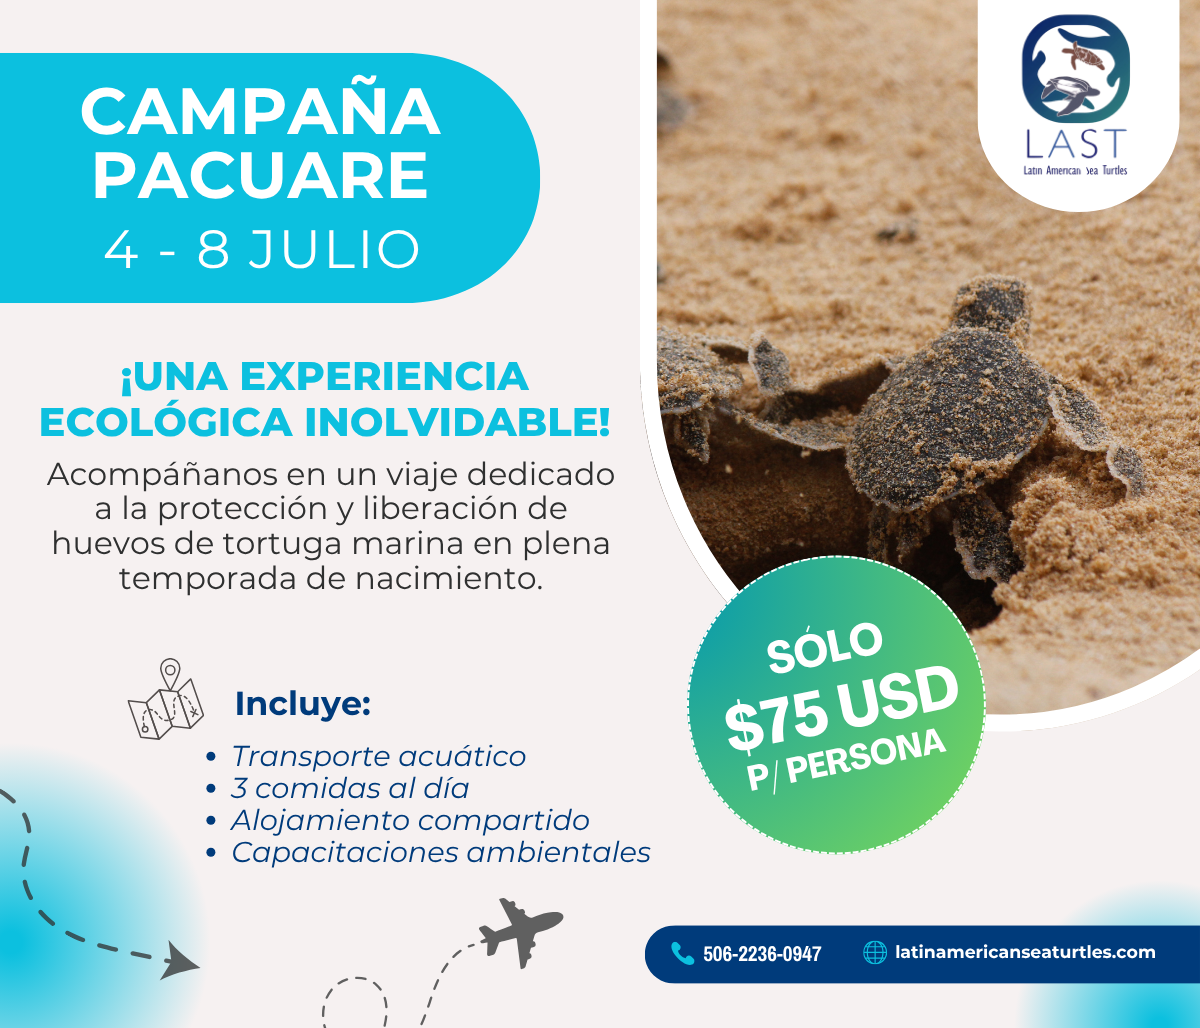 CAMPAÑA
PACUARE
4 - 8 JULIO
LAST
Latin American Sea Turtles
¡UNA EXPERIENCIA
ECOLÓGICA INOLVIDABLE!
Acompáñanos en un viaje dedicado
a la protección y liberación de
huevos de tortuga marina en plena
temporada de nacimiento.
SÓLO
$75 USD
P/ PERSONA
Incluye:
• Transporte acuático
• 3 comidas al día
• Alojamiento compartido
• Capacitaciones ambientales
506-2236-0947
latinamericanseaturtles.com